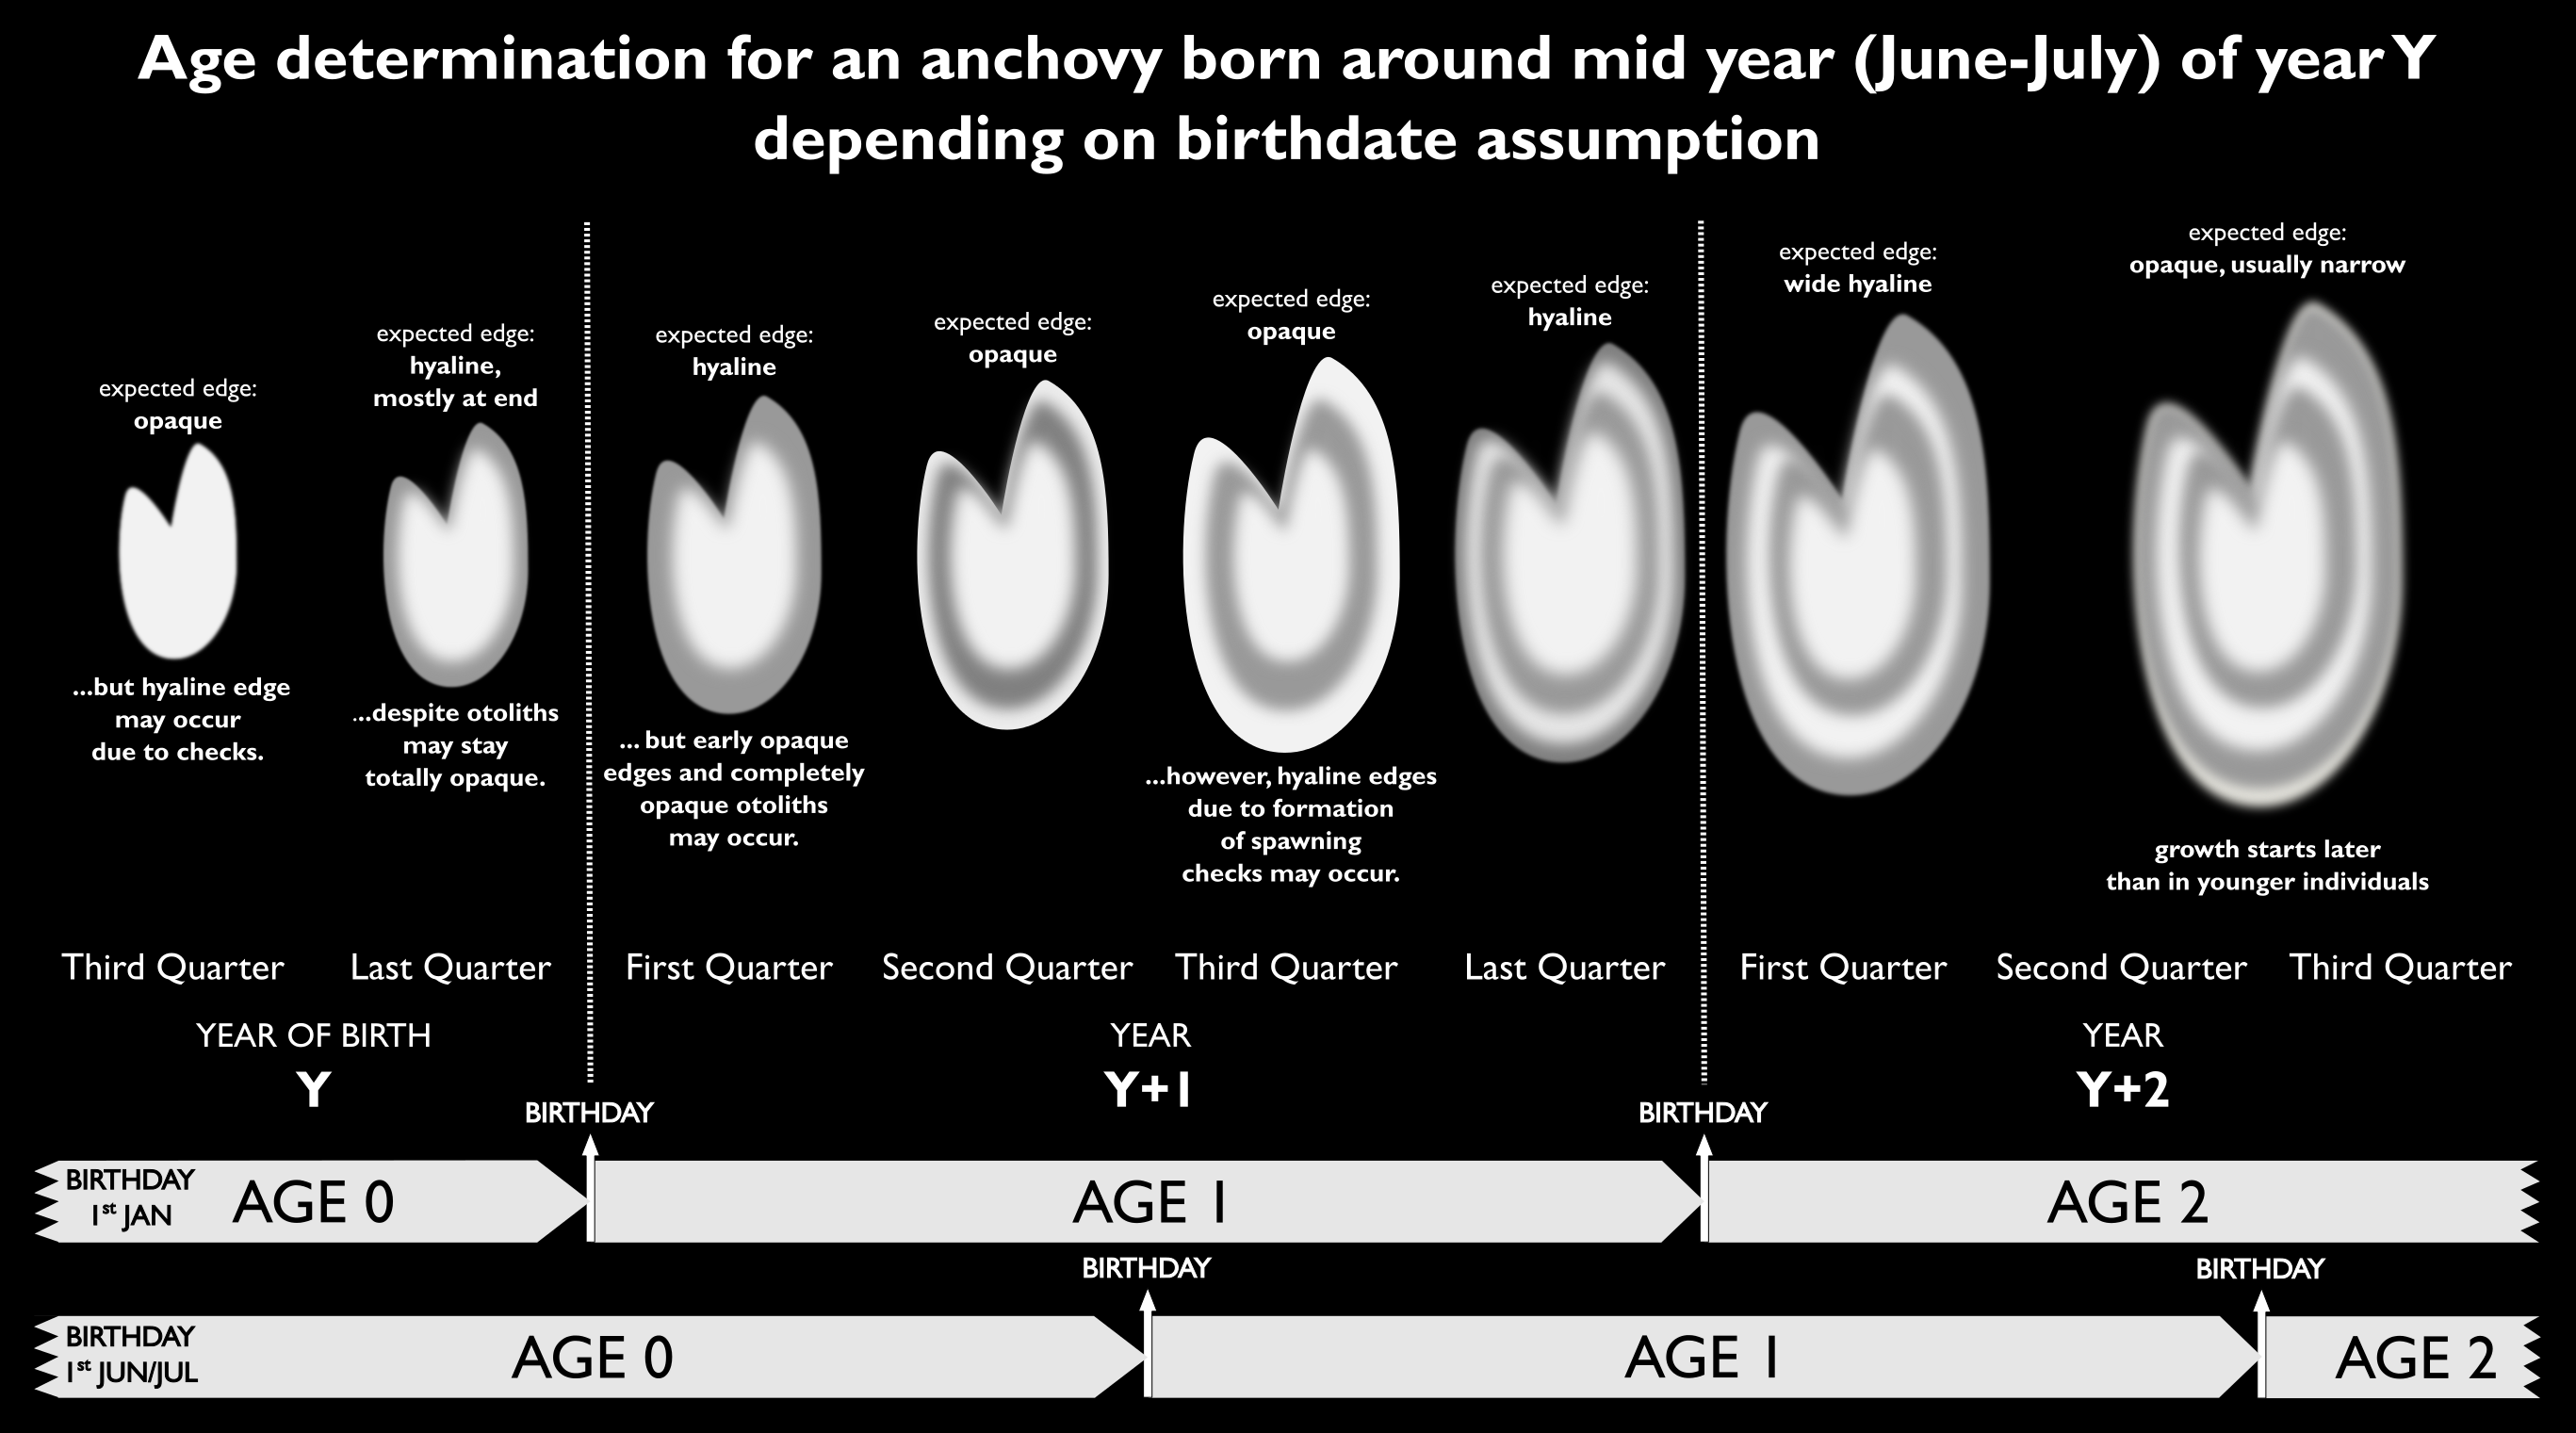 Age determination for an anchovy born around mid year (June-July) of year Y
depending on birthdate assumption
expected edge:
opaque
...but hyaline edge
may occur
due to checks.
expected edge:
hyaline,
mostly at end
...despite otoliths
may stay
totally opaque.
expected edge:
hyaline
... but early opaque
edges and completely
opaque otoliths
may occur.
expected edge:
opaque
expected edge:
opaque
...however, hyaline edges
due to formation
of spawning
checks may occur.
expected edge:
hyaline
expected edge:
wide hyaline
expected edge:
opaque, usually narrow
growth starts later
than in younger individuals
Third Quarter Last Quarter First Quarter Second Quarter Third Quarter Last Quarter First Quarter Second Quarter Third Quarter
YEAR OF BIRTH
Y
YEAR
Y+1
YEAR
Y+2
BIRTHDAY
BIRTHDAY
BIRTHDAY
1st JAN
AGE 0
AGE 1
AGE 2
BIRTHDAY
BIRTHDAY
BIRTHDAY
1st JUN/JUL
AGE 0
AGE 1
AGE 2